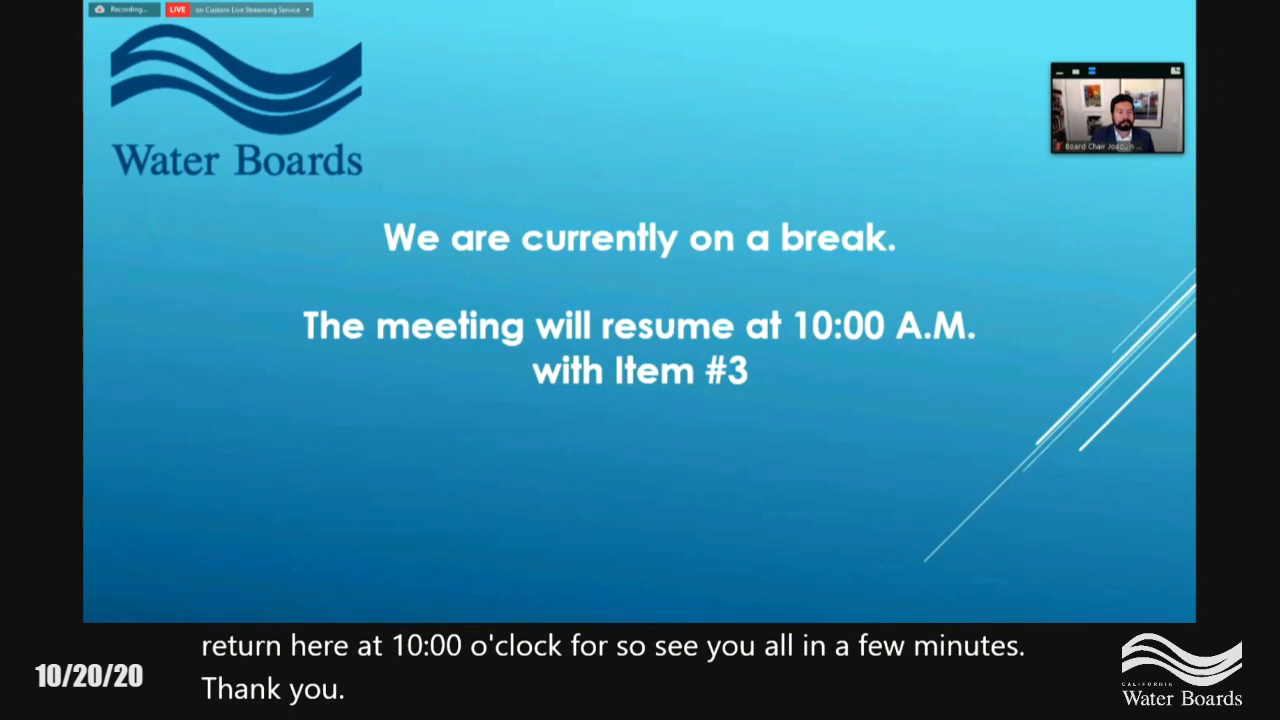 Recording...
LIVE on Custom Live Streaming Service
Water Boards
Board Chair Joaquin ...
We are currently on a break.
The meeting will resume at 10:00 A.M.
with Item #3
return here at 10:00 o'clock for so see you all in a few minutes.
Thank you.
10/20/20
CALIFORNIA
Water Boards